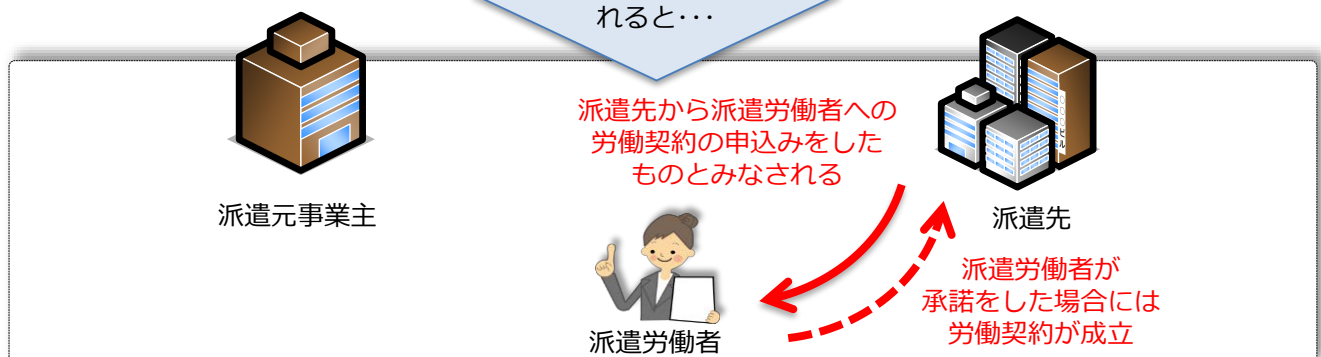 れると･･･
派遣先から派遣労働者への
労働契約の申込みをした
ものとみなされる
派遣元事業主
派遣先
派遣労働者が
承諾をした場合には
労働契約が成立
派遣労働者